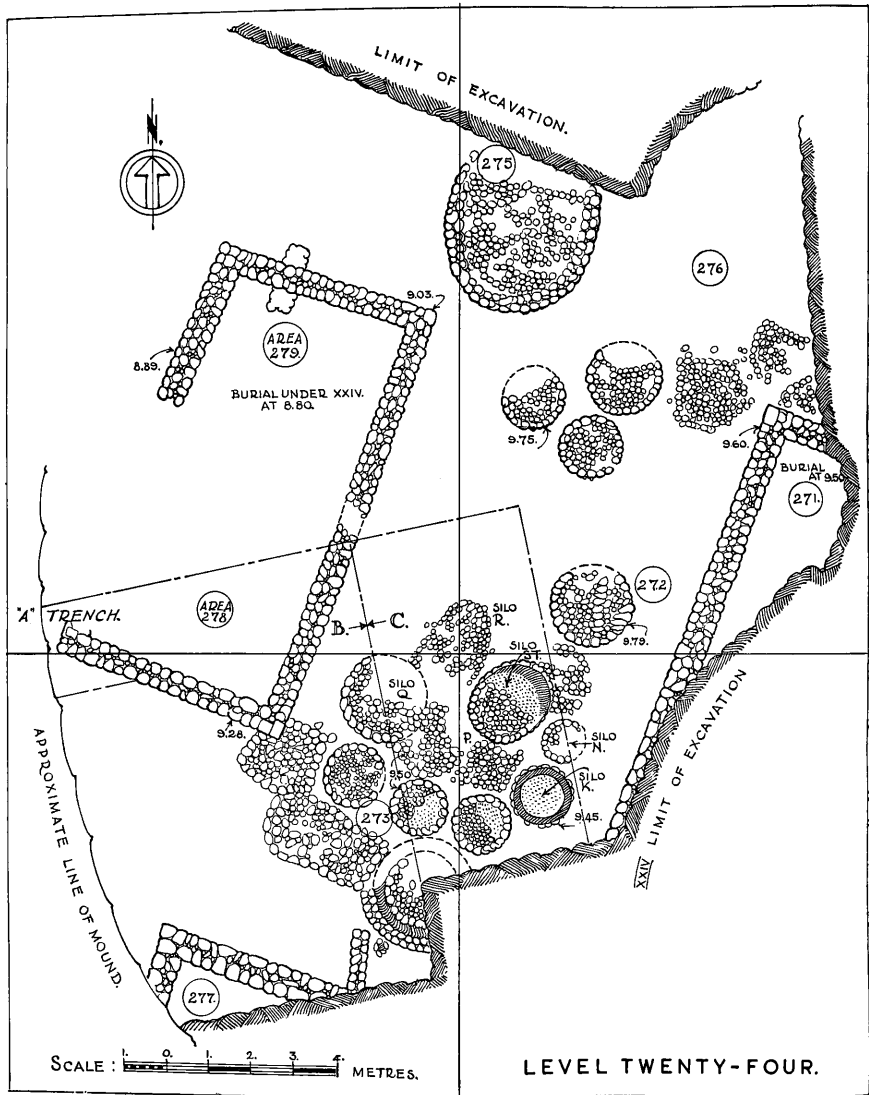 LIMIT OF EXCAVATION.
N.
275
276
9.03.
AREA
279.
8.89.
BURIAL UNDER XXIV.
AT 8.80.
9.75.
9.60.
BURIAL
AT 9.50.
271.
"A" TRENCH.
AREA
278
B. C.
SILO
R.
272
9.79.
SILO
ST.
SILO
Q
9.28.
P.
SILO
N.
9.50
SILO
K.
273
9.45.
XXIV LIMIT OF EXCAVATION
APPROXIMATE LINE OF MOUND.
277.
SCALE : 1. 0. 1. 2. 3. 4. METRES.
LEVEL TWENTY-FOUR.